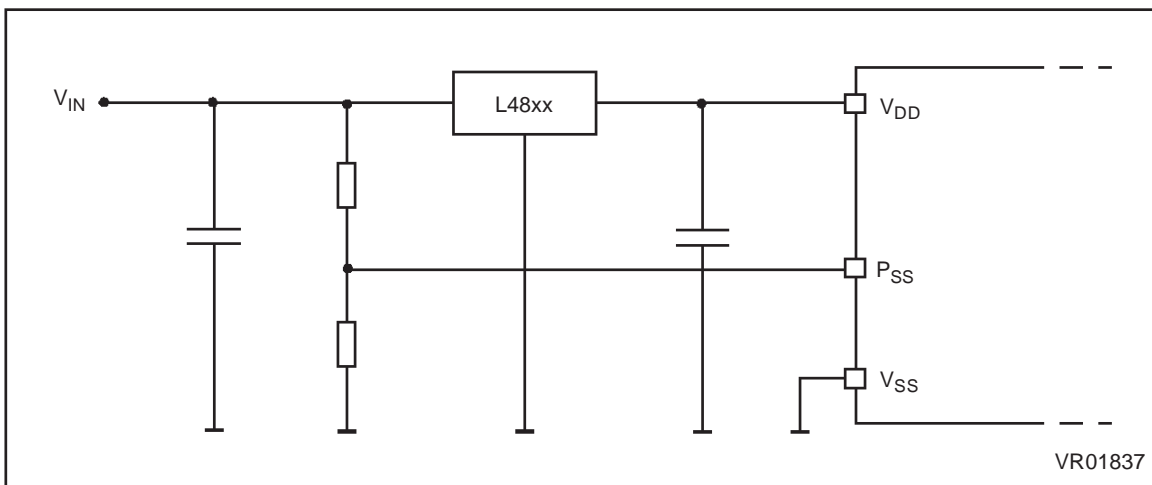 V_IN
L48xx
V_DD
P_SS
V_SS
VR01837